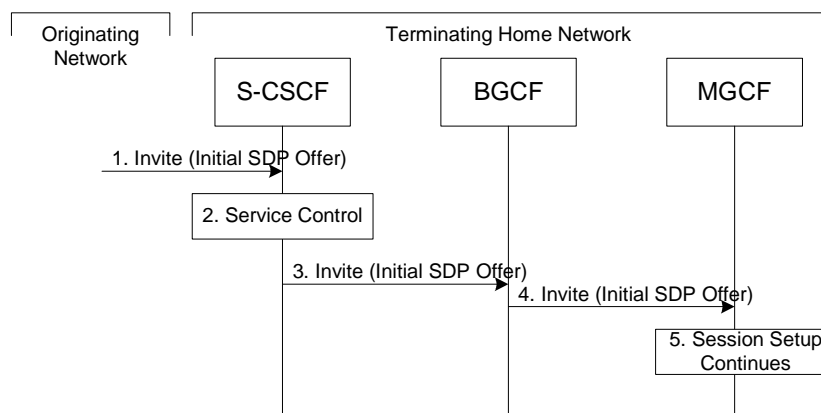 Originating
Network
Terminating Home Network
S-CSCF
BGCF
MGCF
1. Invite (Initial SDP Offer)
2. Service Control
3. Invite (Initial SDP Offer)
4. Invite (Initial SDP Offer)
5. Session Setup
Continues